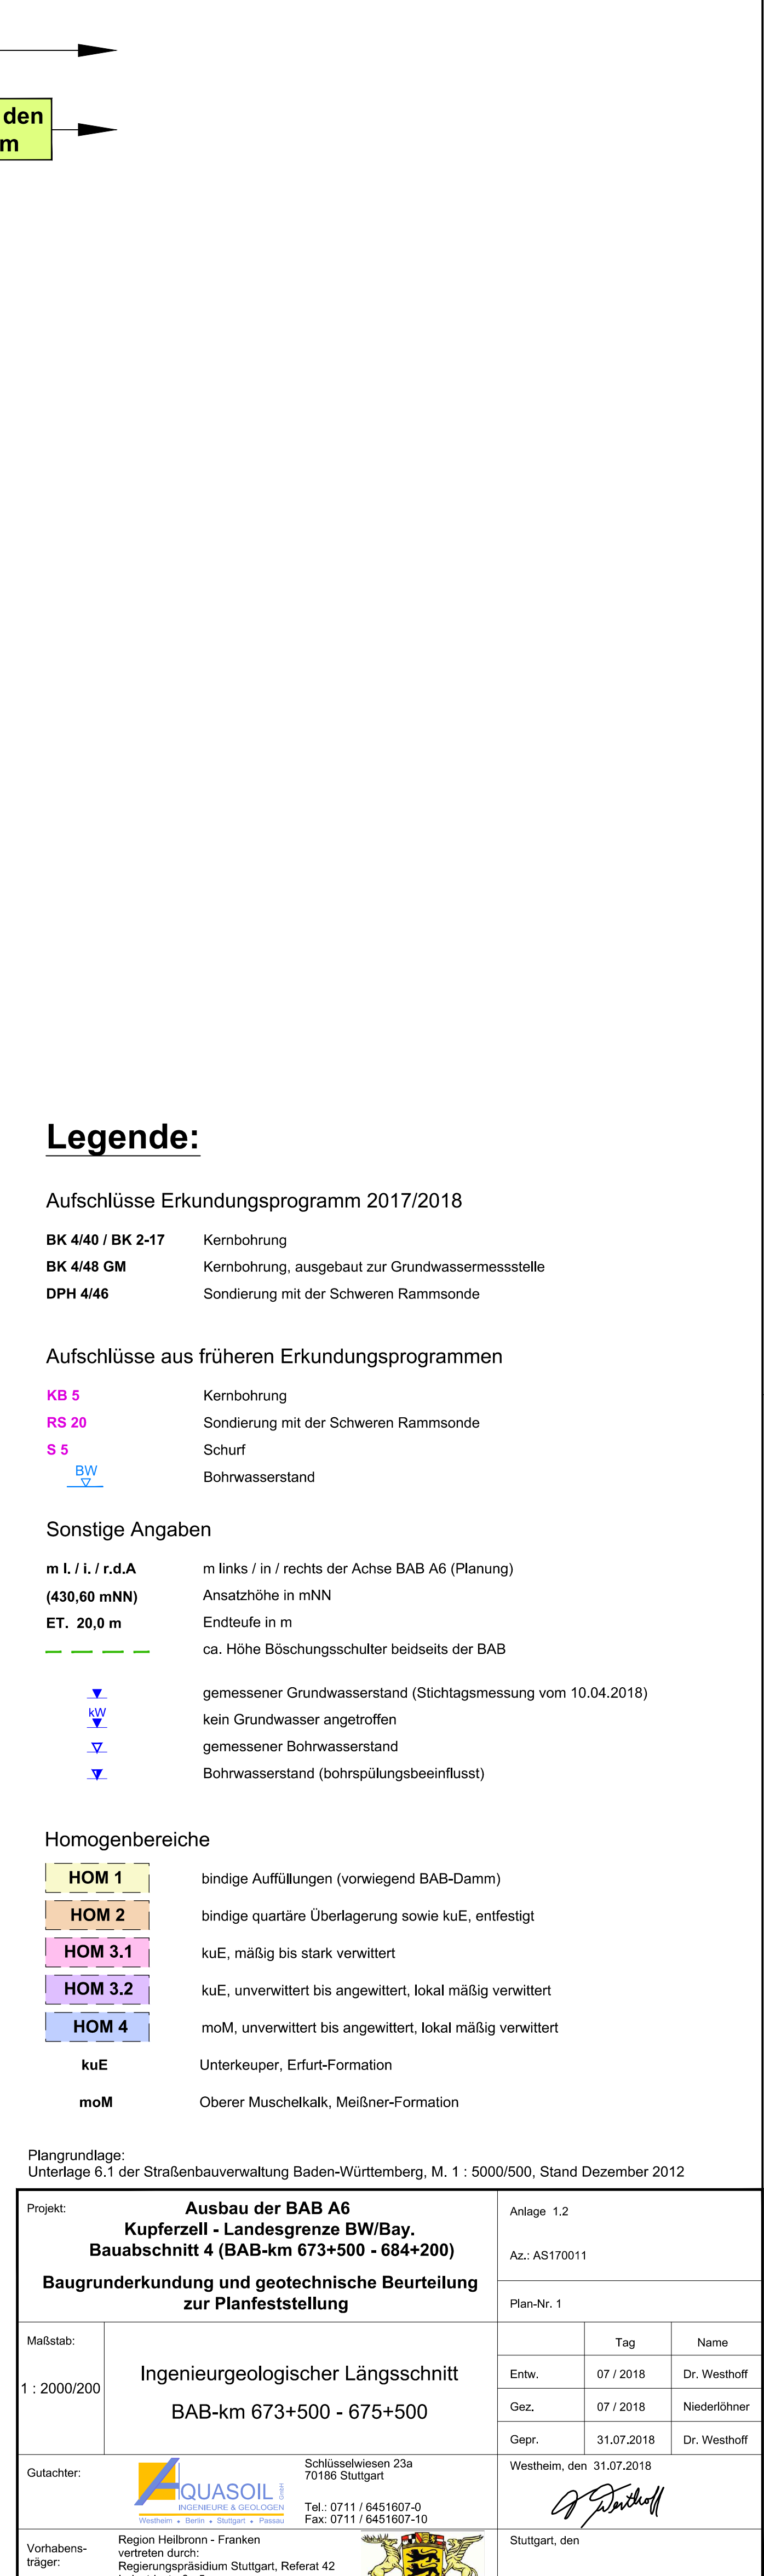 den
m
Legende:
Aufschlüsse Erkundungsprogramm 2017/2018
BK 4/40 / BK 2-17 Kernbohrung
BK 4/48 GM Kernbohrung, ausgebaut zur Grundwassermessstelle
DPH 4/46 Sondierung mit der Schweren Rammsonde
Aufschlüsse aus früheren Erkundungsprogrammen
KB 5 Kernbohrung
RS 20 Sondierung mit der Schweren Rammsonde
S 5 Schurf
BW Bohrwasserstand
Sonstige Angaben
m l. / i. / r.d.A m links / in / rechts der Achse BAB A6 (Planung)
(430,60 mNN) Ansatzhöhe in mNN
ET. 20,0 m Endteufe in m
ca. Höhe Böschungsschulter beidseits der BAB
gemessener Grundwasserstand (Stichtagsmessung vom 10.04.2018)
kW kein Grundwasser angetroffen
gemessener Bohrwasserstand
Bohrwasserstand (bohrspülungsbeeinflusst)
Homogenbereiche
HOM 1 bindige Auffüllungen (vorwiegend BAB-Damm)
HOM 2 bindige quartäre Überlagerung sowie kuE, entfestigt
HOM 3.1 kuE, mäßig bis stark verwittert
HOM 3.2 kuE, unverwittert bis angewittert, lokal mäßig verwittert
HOM 4 moM, unverwittert bis angewittert, lokal mäßig verwittert
kuE Unterkeuper, Erfurt-Formation
moM Oberer Muschelkalk, Meißner-Formation
Plangrundlage:
Unterlage 6.1 der Straßenbauverwaltung Baden-Württemberg, M. 1 : 5000/500, Stand Dezember 2012
Projekt:
Ausbau der BAB A6
Kupferzell - Landesgrenze BW/Bay.
Bauabschnitt 4 (BAB-km 673+500 - 684+200)
Baugrunderkundung und geotechnische Beurteilung
zur Planfeststellung
Anlage 1.2
Az.: AS170011
Plan-Nr. 1
Maßstab:
1 : 2000/200
Ingenieurgeologischer Längsschnitt
BAB-km 673+500 - 675+500
Tag Name
Entw. 07 / 2018 Dr. Westhoff
Gez. 07 / 2018 Niederlöhner
Gepr. 31.07.2018 Dr. Westhoff
Gutachter:
AQUASOIL GmbH
INGENIEURE & GEOLOGEN
Westheim • Berlin • Stuttgart • Passau
Schlüsselwiesen 23a
70186 Stuttgart
Tel.: 0711 / 6451607-0
Fax: 0711 / 6451607-10
Westheim, den 31.07.2018
Westhoff
Vorhabens-
träger:
Region Heilbronn - Franken
vertreten durch:
Regierungspräsidium Stuttgart, Referat 42
Stuttgart, den